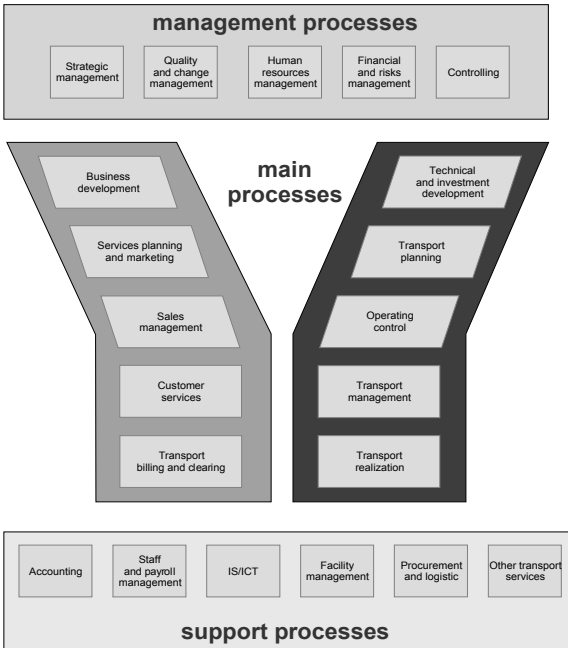 management processes
Strategic
management
Quality
and change
management
Human
resources
management
Financial
and risks
management
Controlling
main
processes
Business
development
Services planning
and marketing
Sales
management
Customer
services
Transport
billing and clearing
Technical
and investment
development
Transport
planning
Operating
control
Transport
management
Transport
realization
Accounting
Staff
and payroll
management
IS/ICT
Facility
management
Procurement
and logistic
Other transport
services
support processes